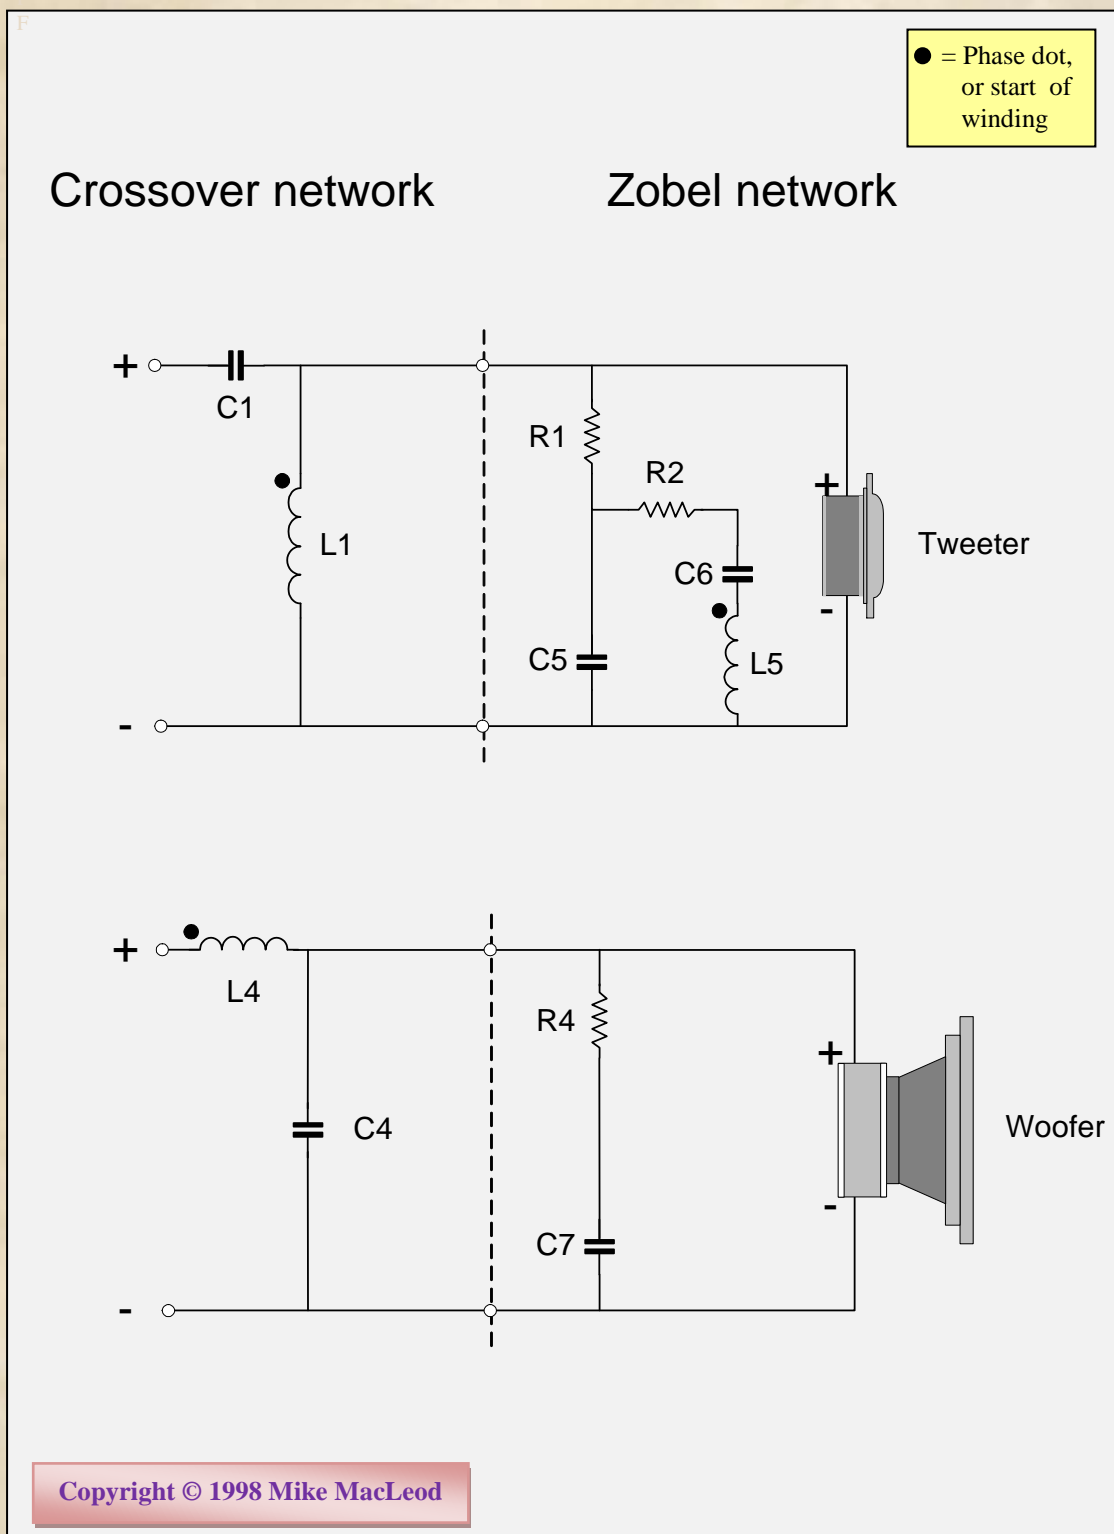 F
= Phase dot,
or start of
winding
Crossover network
Zobel network
+
C1
R1
R2
+
L1
Tweeter
C6
-
C5
L5
-
+
L4
R4
+
C4
Woofer
-
C7
-
Copyright © 1998 Mike MacLeod